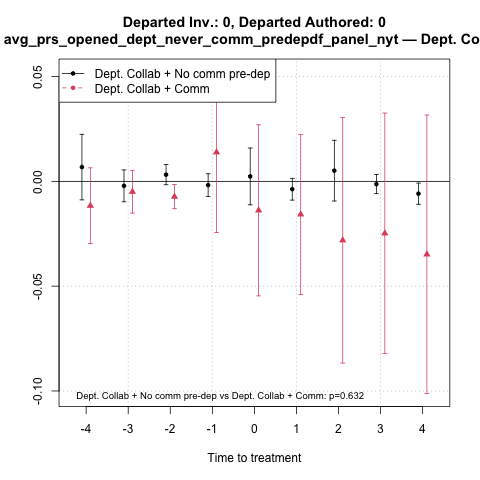 Departed Inv.: 0, Departed Authored: 0
avg_prs_opened_dept_never_comm_predepdf_panel_nyt — Dept. Co
Dept. Collab + No comm pre-dep
Dept. Collab + Comm
0.05
0.00
-0.05
-0.10
Dept. Collab + No comm pre-dep vs Dept. Collab + Comm: p=0.632
-4 -3 -2 -1 0 1 2 3 4
Time to treatment